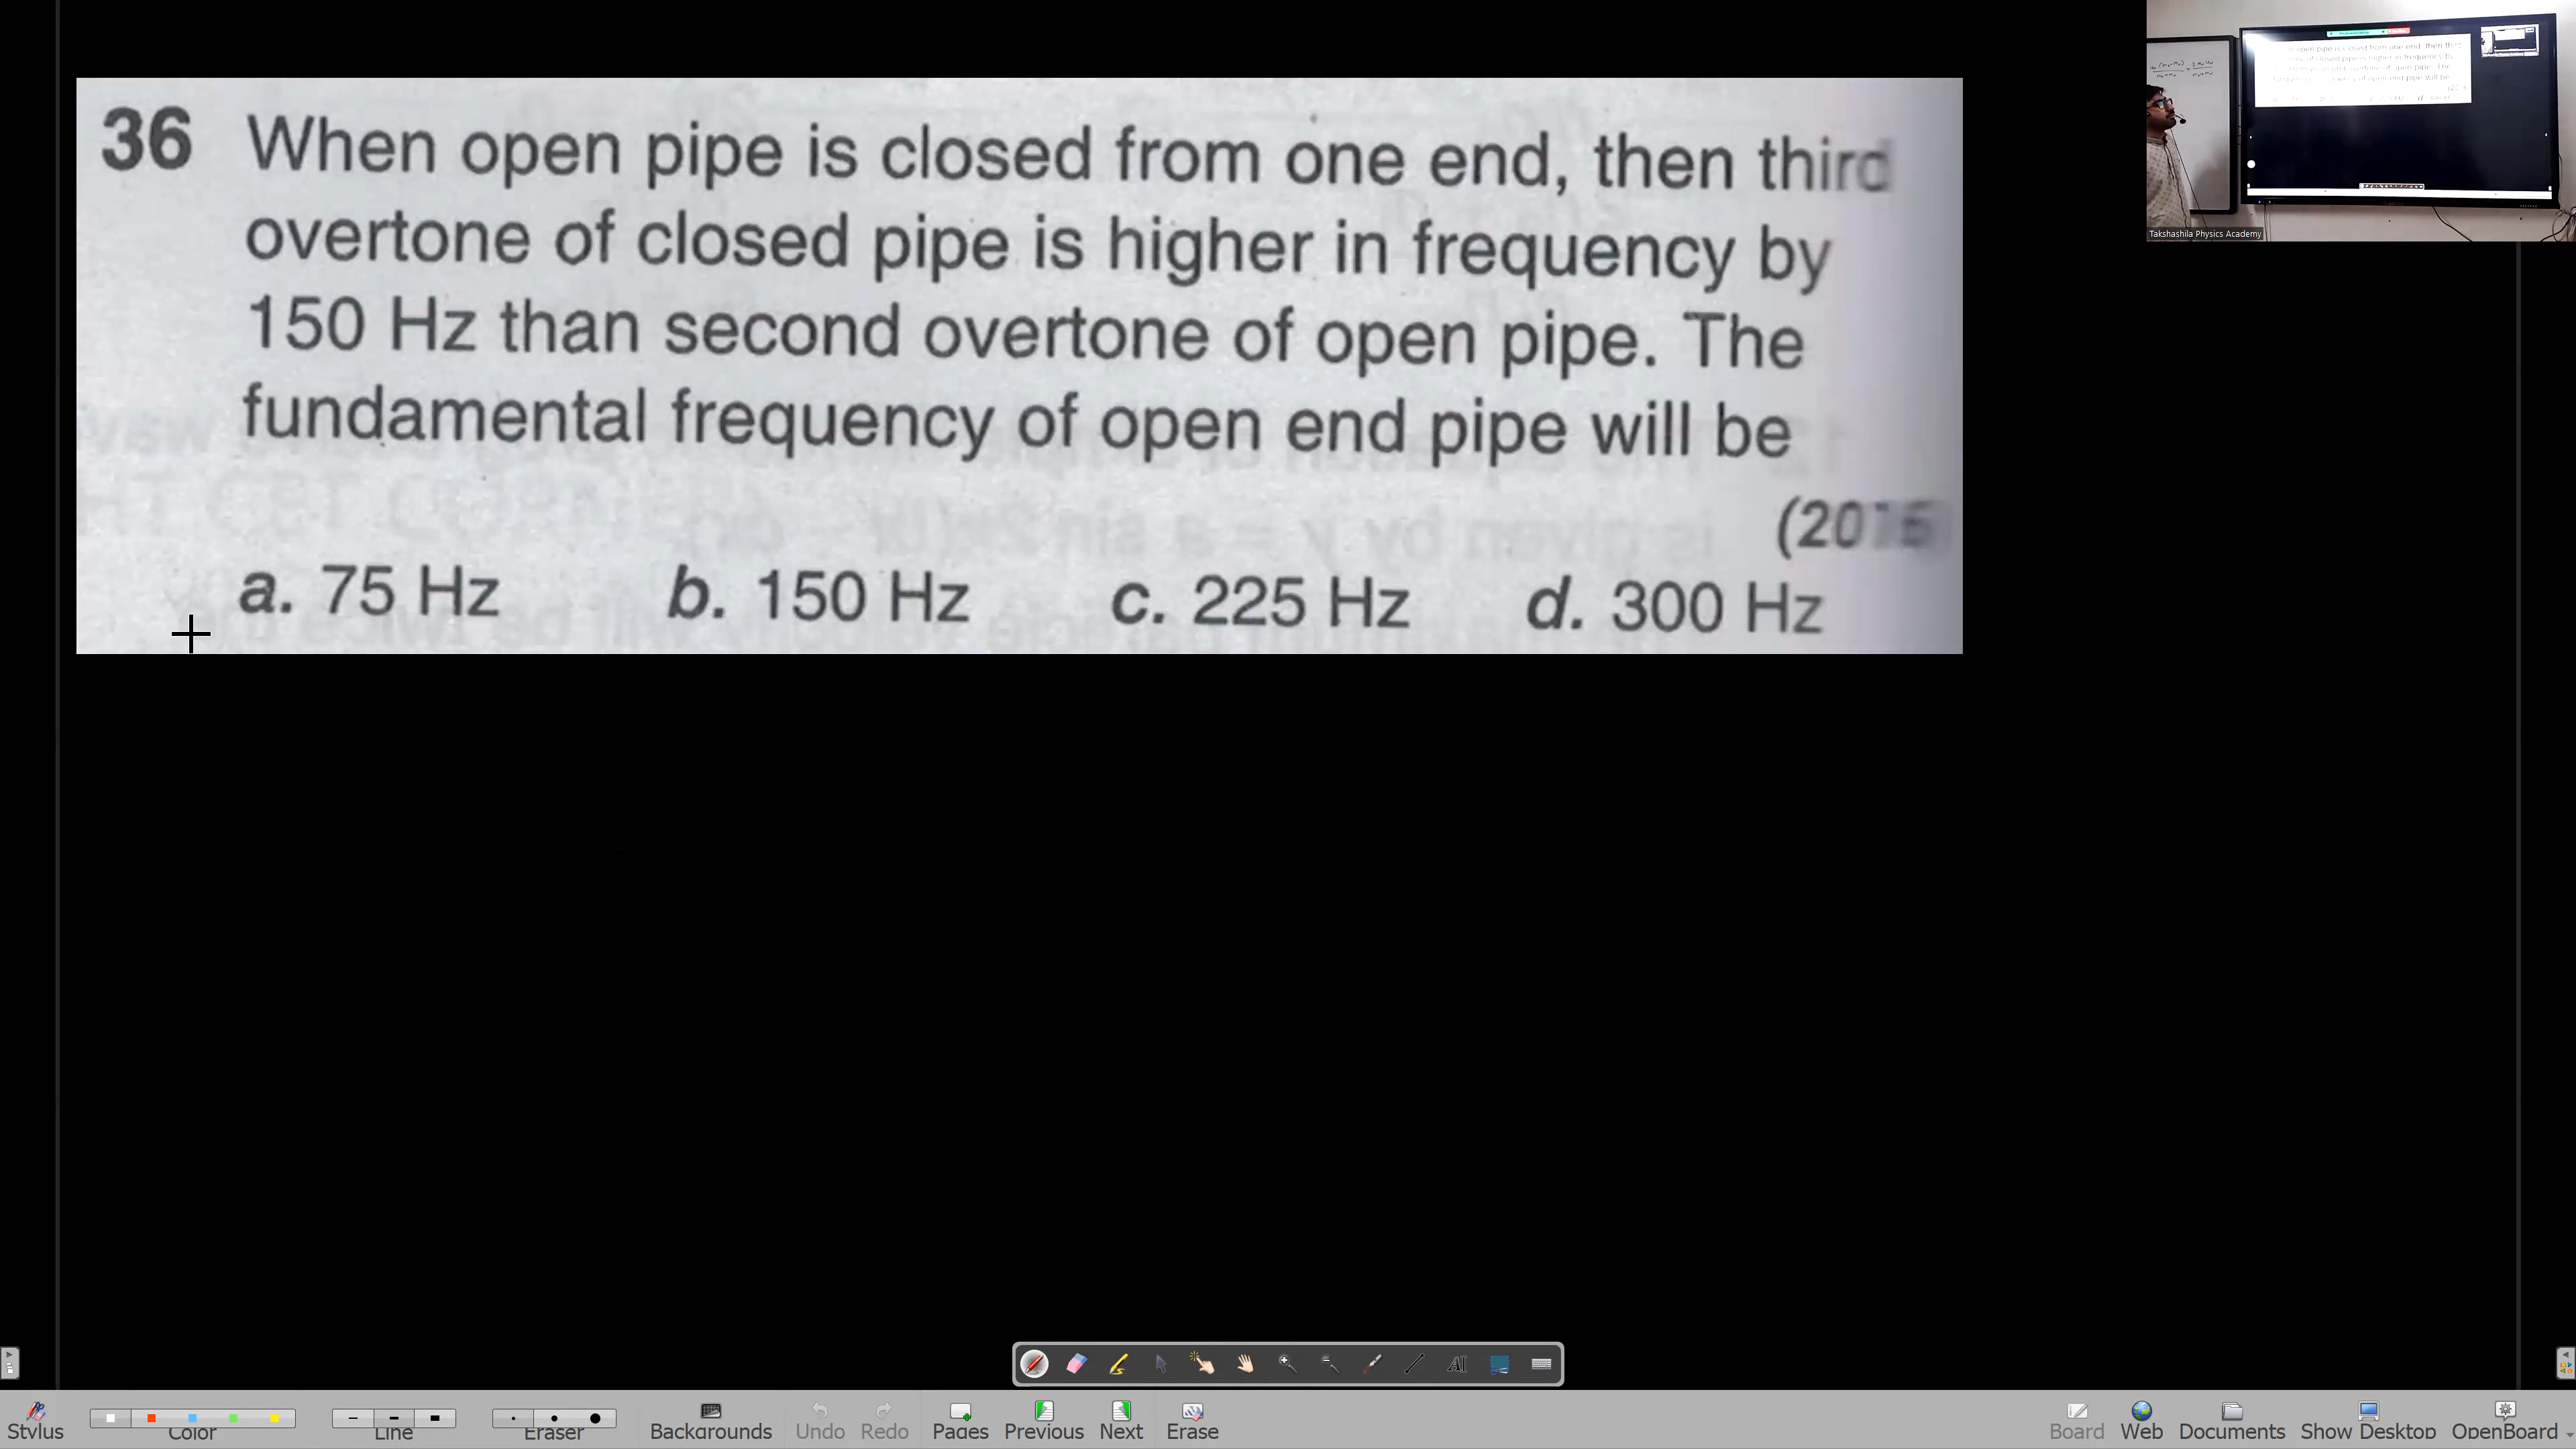 36 When open pipe is closed from one end, then third
overtone of closed pipe is higher in frequency by
150 Hz than second overtone of open pipe. The
fundamental frequency of open end pipe will be
a. 75 Hz b. 150 Hz c. 225 Hz d. 300 Hz
Takshashila Physics Academy
Stylus
Color
Line
Eraser
Backgrounds
Undo
Redo
Pages
Previous
Next
Erase
Board
Web
Documents
Show Desktop
OpenBoard